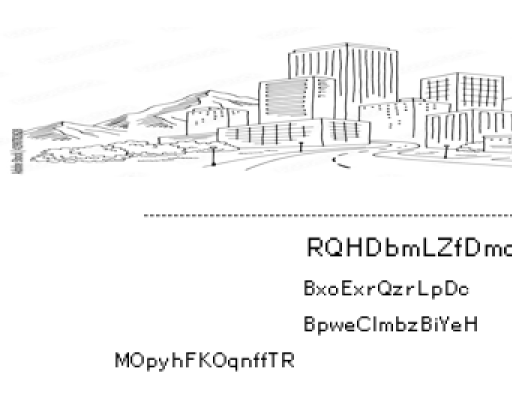 RQHDbmLZfDmc
BxoExrQzrLpDc
BpweClmbzBiYeH
MOpyhFKOqnffTR